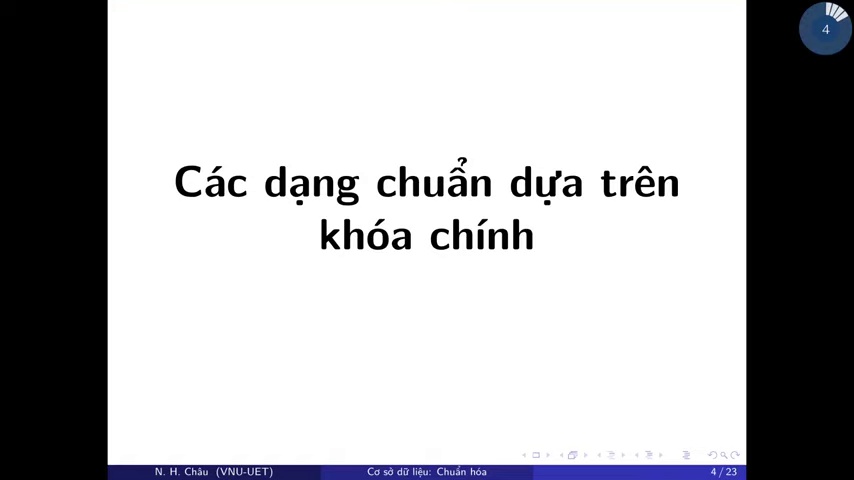 4
Các dạng chuẩn dựa trên
khóa chính
N. H. Châu (VNU-UET)
Cơ sở dữ liệu: Chuẩn hóa
4 / 23